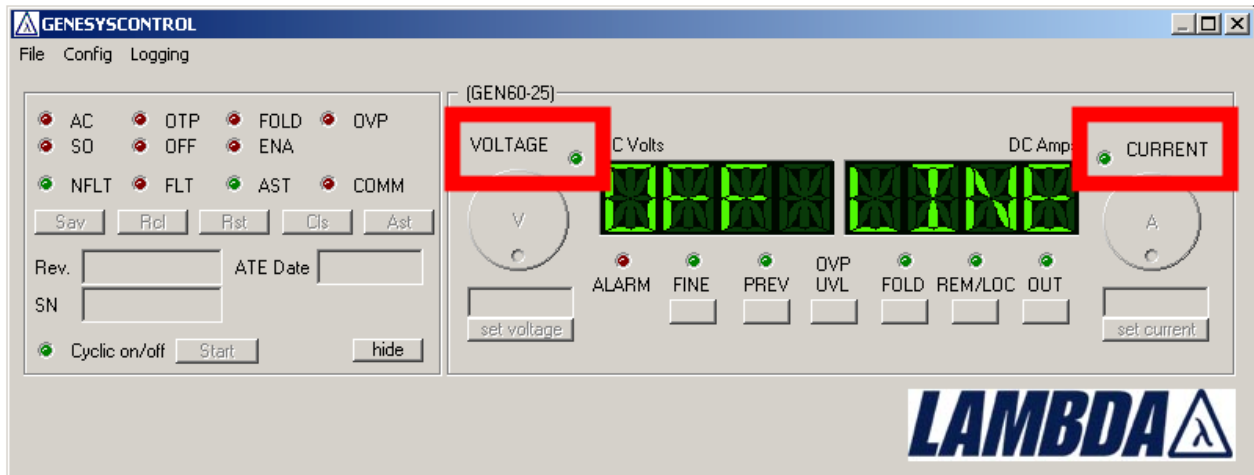 GENESYSCONTROL
File Config Logging
AC OTP FOLD OVP
SO OFF ENA
NFLT FLT AST COMM
Sav Rcl Rst Cls Ast
Rev. ATE Date
SN
Cyclic on/off Start hide
(GEN60-25)
VOLTAGE C Volts DC Amp CURRENT
V OFF LINE A
ALARM FINE PREV OVP UVL FOLD REM/LOC OUT
set voltage set current
LAMBDA λ